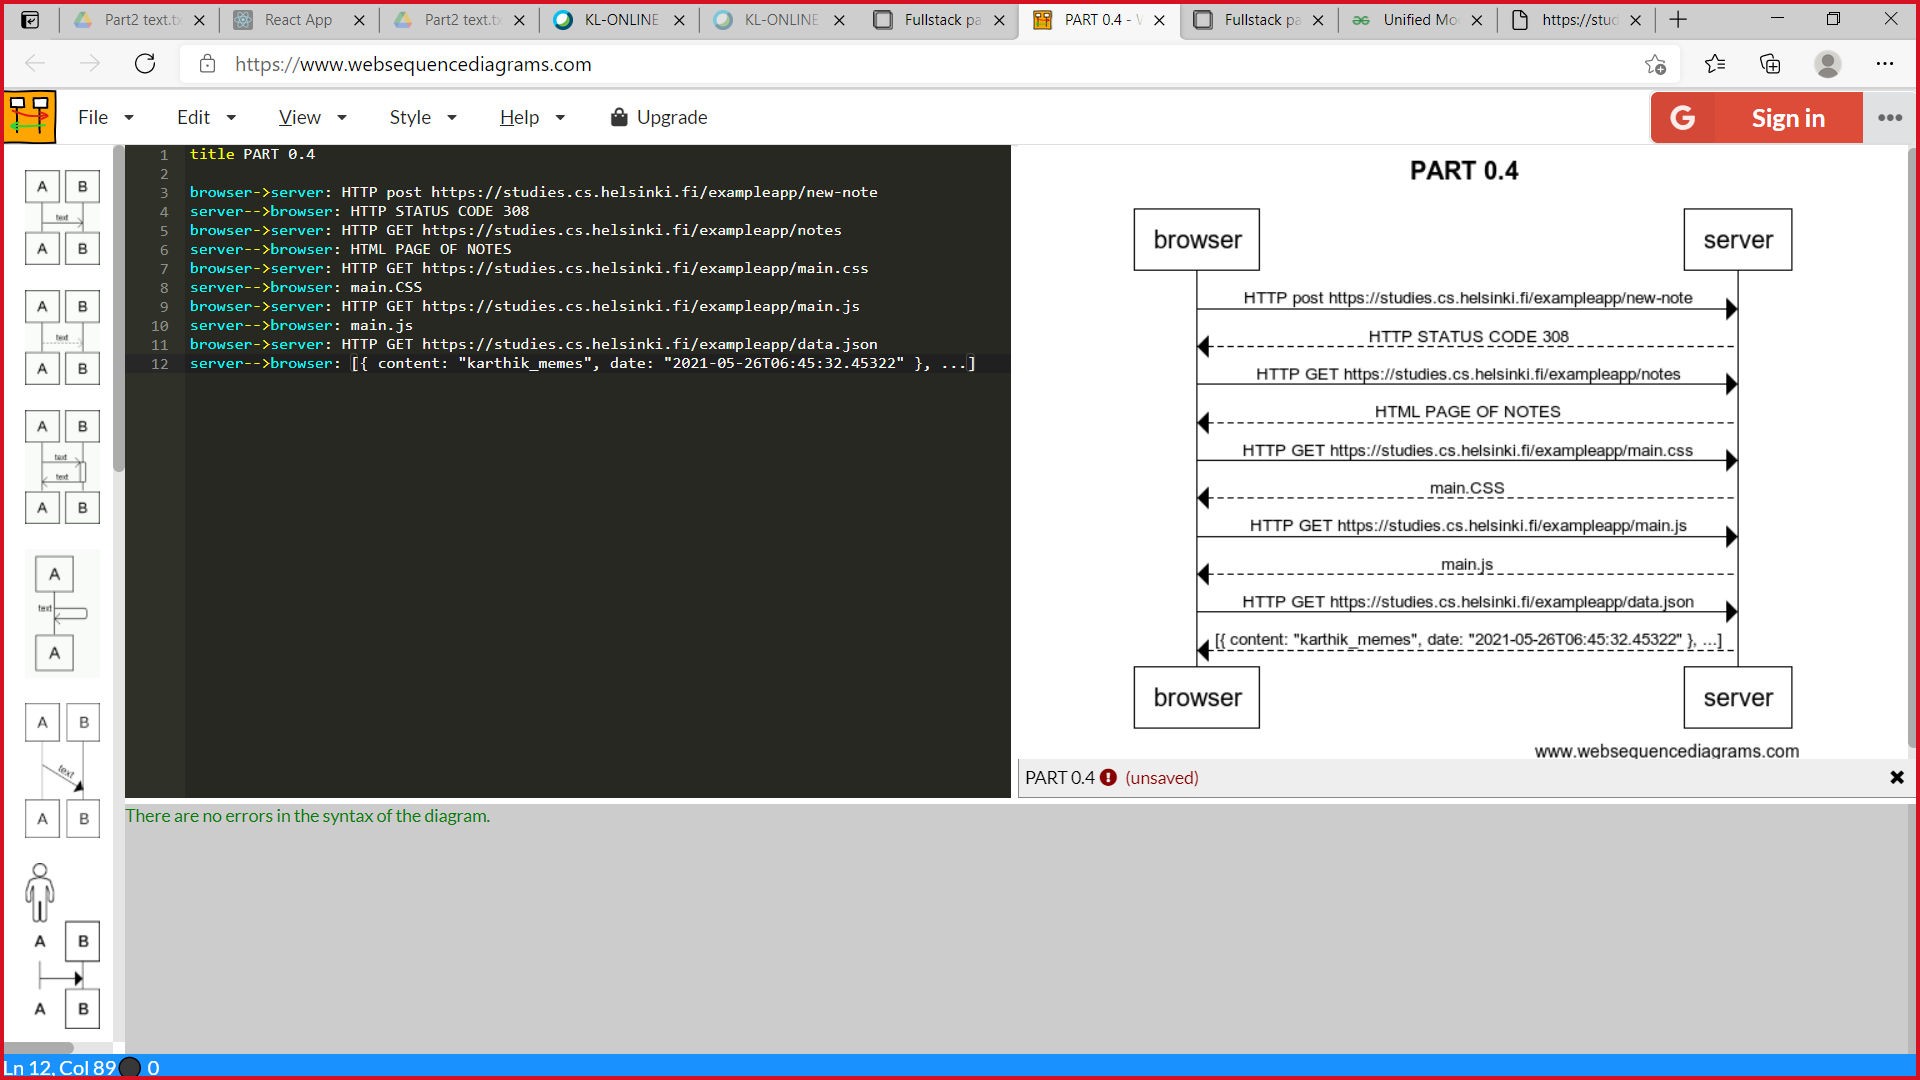 Part2 text.tx
React App
Part2 text.tx
KL-ONLINE
KL-ONLINE
Fullstack pa
PART 0.4 - W
Fullstack pa
Unified Mo
https://stud
https://www.websequencediagrams.com
File Edit View Style Help Upgrade
G Sign in
1 title PART 0.4
2
3 browser->server: HTTP post https://studies.cs.helsinki.fi/exampleapp/new-note
4 server-->browser: HTTP STATUS CODE 308
5 browser->server: HTTP GET https://studies.cs.helsinki.fi/exampleapp/notes
6 server-->browser: HTML PAGE OF NOTES
7 browser->server: HTTP GET https://studies.cs.helsinki.fi/exampleapp/main.css
8 server-->browser: main.CSS
9 browser->server: HTTP GET https://studies.cs.helsinki.fi/exampleapp/main.js
10 server-->browser: main.js
11 browser->server: HTTP GET https://studies.cs.helsinki.fi/exampleapp/data.json
12 server-->browser: [{ content: "karthik_memes", date: "2021-05-26T06:45:32.45322" }, ...]
A B
text
A B
A B
text
A B
A B
text
text
A B
A
text
A
A B
text
A B
A B
A B
PART 0.4
browser server
HTTP post https://studies.cs.helsinki.fi/exampleapp/new-note
HTTP STATUS CODE 308
HTTP GET https://studies.cs.helsinki.fi/exampleapp/notes
HTML PAGE OF NOTES
HTTP GET https://studies.cs.helsinki.fi/exampleapp/main.css
main.CSS
HTTP GET https://studies.cs.helsinki.fi/exampleapp/main.js
main.js
HTTP GET https://studies.cs.helsinki.fi/exampleapp/data.json
[{ content: "karthik_memes", date: "2021-05-26T06:45:32.45322" }, ...]
browser server
www.websequencediagrams.com
PART 0.4 (unsaved)
There are no errors in the syntax of the diagram.
Ln 12, Col 89 0